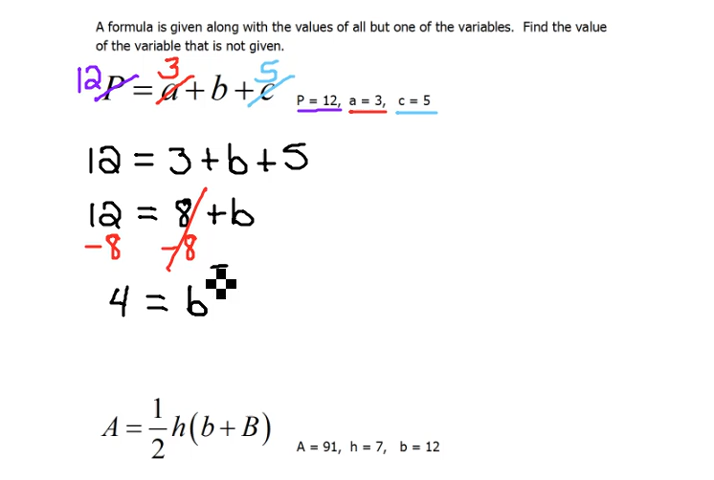 A formula is given along with the values of all but one of the variables. Find the value
of the variable that is not given.
12 3 5
P = a + b + c P = 12, a = 3, c = 5
12 = 3 + b + 5
12 = 8 + b
-8 -8
4 = b
A = 1/2 h(b + B) A = 91, h = 7, b = 12